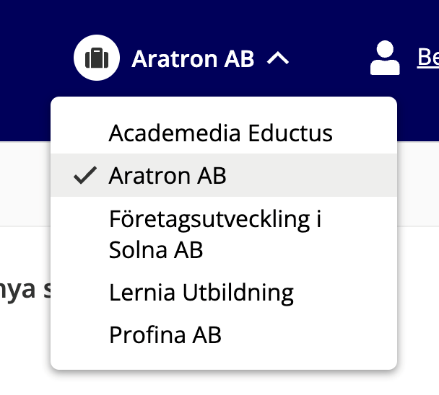 Aratron AB
Be
Academedia Eductus
Aratron AB
Företagsutveckling i
Solna AB
nya s
Lernia Utbildning
Profina AB